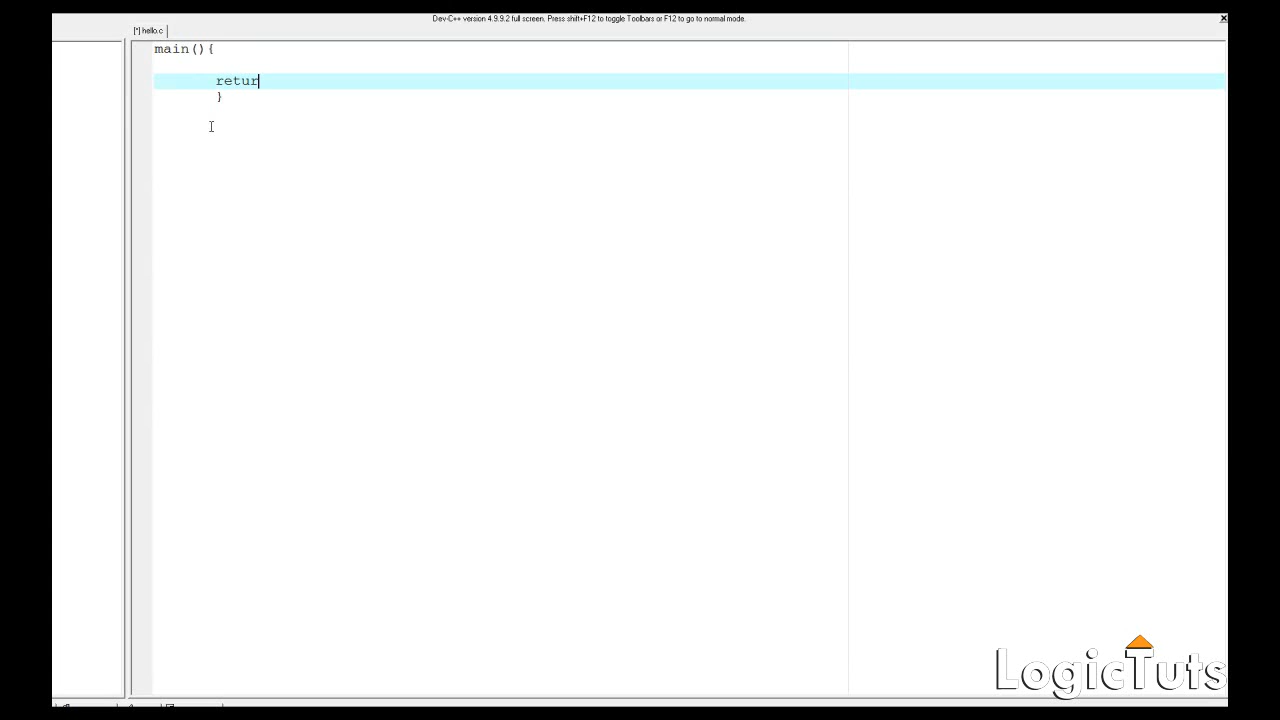 Dev-C++ version 4.9.9.2 full screen. Press shift+F12 to toggle Toolbars or F12 to go to normal mode.
[*] hello.c
main(){
retur
}
LogicTuts